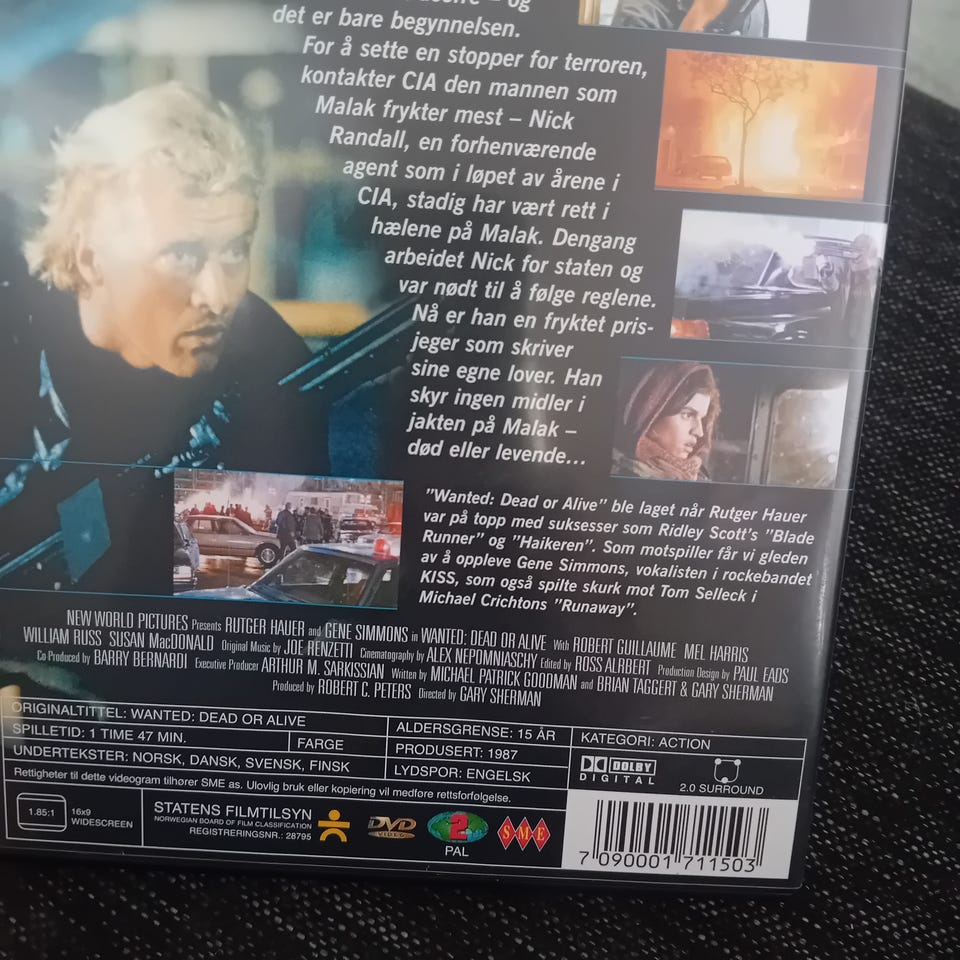 og
det er bare begynnelsen.
For å sette en stopper for terroren,
kontakter CIA den mannen som
Malak frykter mest – Nick
Randall, en forhenværende
agent som i løpet av årene i
CIA, stadig har vært rett i
hælene på Malak. Dengang
arbeidet Nick for staten og
var nødt til å følge reglene.
Nå er han en fryktet pris-
jeger som skriver
sine egne lover. Han
skyr ingen midler i
jakten på Malak –
død eller levende...
"Wanted: Dead or Alive" ble laget når Rutger Hauer
var på topp med suksesser som Ridley Scott's "Blade
Runner" og "Haikeren". Som motspiller får vi gleden
av å oppleve Gene Simmons, vokalisten i rockebandet
KISS, som også spilte skurk mot Tom Selleck i
Michael Crichtons "Runaway".
NEW WORLD PICTURES Presents RUTGER HAUER and GENE SIMMONS in WANTED: DEAD OR ALIVE With ROBERT GUILLAUME MEL HARRIS
WILLIAM RUSS SUSAN MacDONALD Original Music by JOE RENZETTI Cinematography by ALEX NEPOMNIASCHY Edited by ROSS ALRBERT Production Design by PAUL EADS
Co Produced by BARRY BERNARDI Executive Producer ARTHUR M. SARKISSIAN Written by MICHAEL PATRICK GOODMAN and BRIAN TAGGERT & GARY SHERMAN
Produced by ROBERT C. PETERS Directed by GARY SHERMAN
ORIGINALTITTEL: WANTED: DEAD OR ALIVE
SPILLETID: 1 TIME 47 MIN.
FARGE
UNDERTEKSTER: NORSK, DANSK, SVENSK, FINSK
ALDERSGRENSE: 15 ÅR
PRODUSERT: 1987
LYDSPOR: ENGELSK
KATEGORI: ACTION
DOLBY
DIGITAL
2.0 SURROUND
Rettigheter til dette videogram tilhører SME as. Ulovlig bruk eller kopiering vil medføre rettsforfølgelse.
1.85:1
16x9
WIDESCREEN
STATENS FILMTILSYN
NORWEGIAN BOARD OF FILM CLASSIFICATION
REGISTRERINGSNR.: 28795
DVD
VIDEO
2
PAL
SME
7 090001 711503